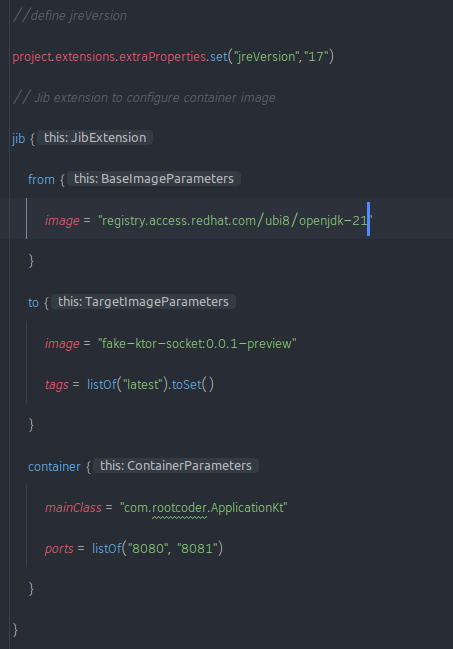 //define jreVersion
project.extensions.extraProperties.set("jreVersion","17")
// Jib extension to configure container image
jib { this: JibExtension
from { this: BaseImageParameters
image = "registry.access.redhat.com/ubi8/openjdk-21"
}
to { this: TargetImageParameters
image = "fake-ktor-socket:0.0.1-preview"
tags = listOf("latest").toSet()
}
container { this: ContainerParameters
mainClass = "com.rootcoder.ApplicationKt"
ports = listOf("8080", "8081")
}
}